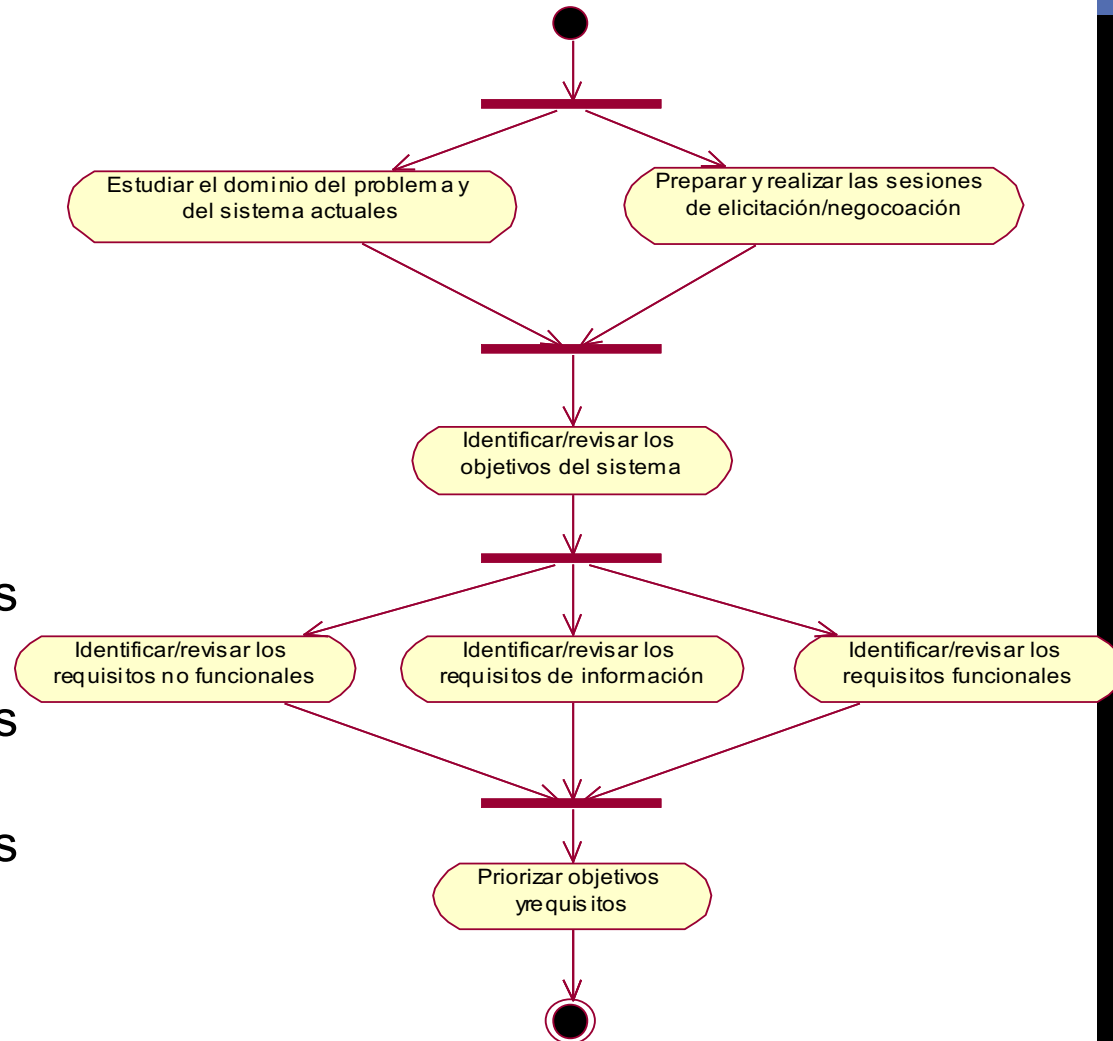 Estudiar el dominio del problema y
del sistema actuales
Preparar y realizar las sesiones
de elicitación/negocoación
Identificar/revisar los
objetivos del sistema
s
Identificar/revisar los
requisitos no funcionales
Identificar/revisar los
requisitos de información
Identificar/revisar los
requisitos funcionales
s
s
Priorizar objetivos
yrequisitos